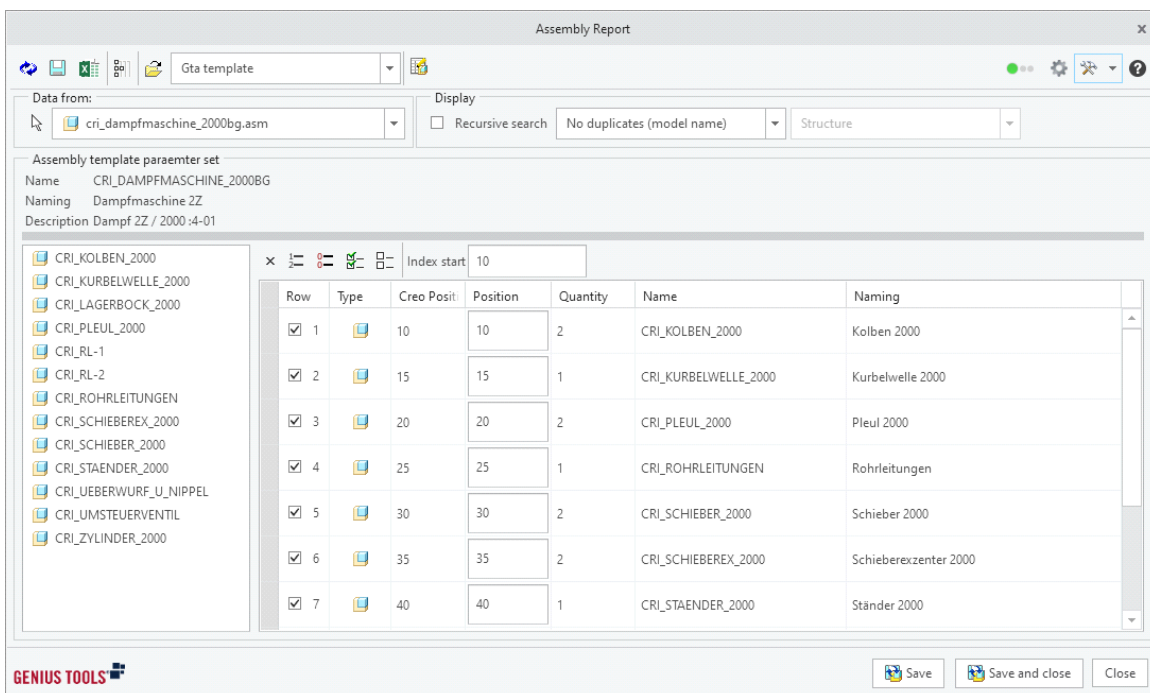 Assembly Report
Gta template
Data from:
cri_dampfmaschine_2000bg.asm
Display
Recursive search
No duplicates (model name)
Structure
Assembly template paraemter set
Name CRI_DAMPFMASCHINE_2000BG
Naming Dampfmaschine 2Z
Description Dampf 2Z / 2000 :4-01
CRI_KOLBEN_2000
CRI_KURBELWELLE_2000
CRI_LAGERBOCK_2000
CRI_PLEUL_2000
CRI_RL-1
CRI_RL-2
CRI_ROHRLEITUNGEN
CRI_SCHIEBEREX_2000
CRI_SCHIEBER_2000
CRI_STAENDER_2000
CRI_UEBERWURF_U_NIPPEL
CRI_UMSTEUERVENTIL
CRI_ZYLINDER_2000
Index start 10
Row Type Creo Positi Position Quantity Name Naming
1 10 10 2 CRI_KOLBEN_2000 Kolben 2000
2 15 15 1 CRI_KURBELWELLE_2000 Kurbelwelle 2000
3 20 20 2 CRI_PLEUL_2000 Pleul 2000
4 25 25 1 CRI_ROHRLEITUNGEN Rohrleitungen
5 30 30 2 CRI_SCHIEBER_2000 Schieber 2000
6 35 35 2 CRI_SCHIEBEREX_2000 Schieberexzenter 2000
7 40 40 1 CRI_STAENDER_2000 Ständer 2000
GENIUS TOOLS
Save
Save and close
Close